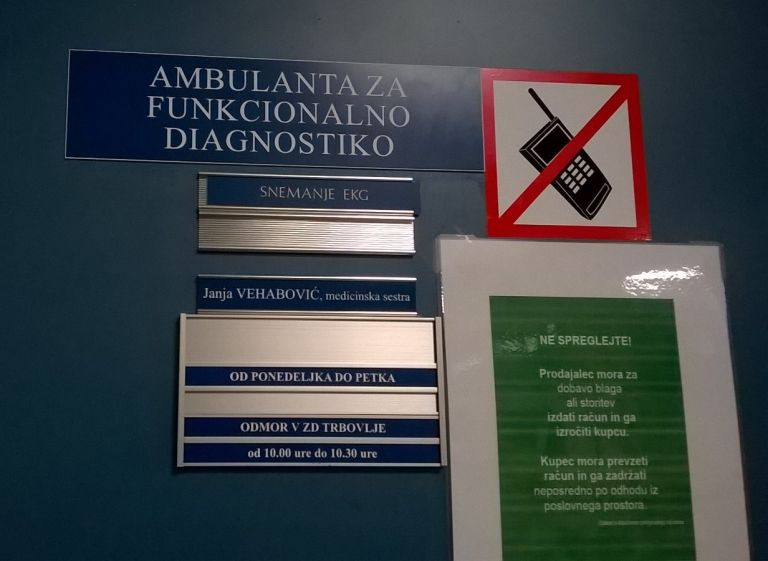 AMBULANTA ZA
FUNKCIONALNO
DIAGNOSTIKO
SNEMANJE EKG
Janja VEHABOVIĆ, medicinska sestra
OD PONEDELJKA DO PETKA
ODMOR V ZD TRBOVLJE
od 10.00 ure do 10.30 ure
NE SPREGLEJTE!
Prodajalec mora za
dobavo blaga
ali storitev
izdati račun in ga
izročiti kupcu.
Kupec mora prevzeti
račun in ga zadržati
neposredno po odhodu iz
poslovnega prostora.